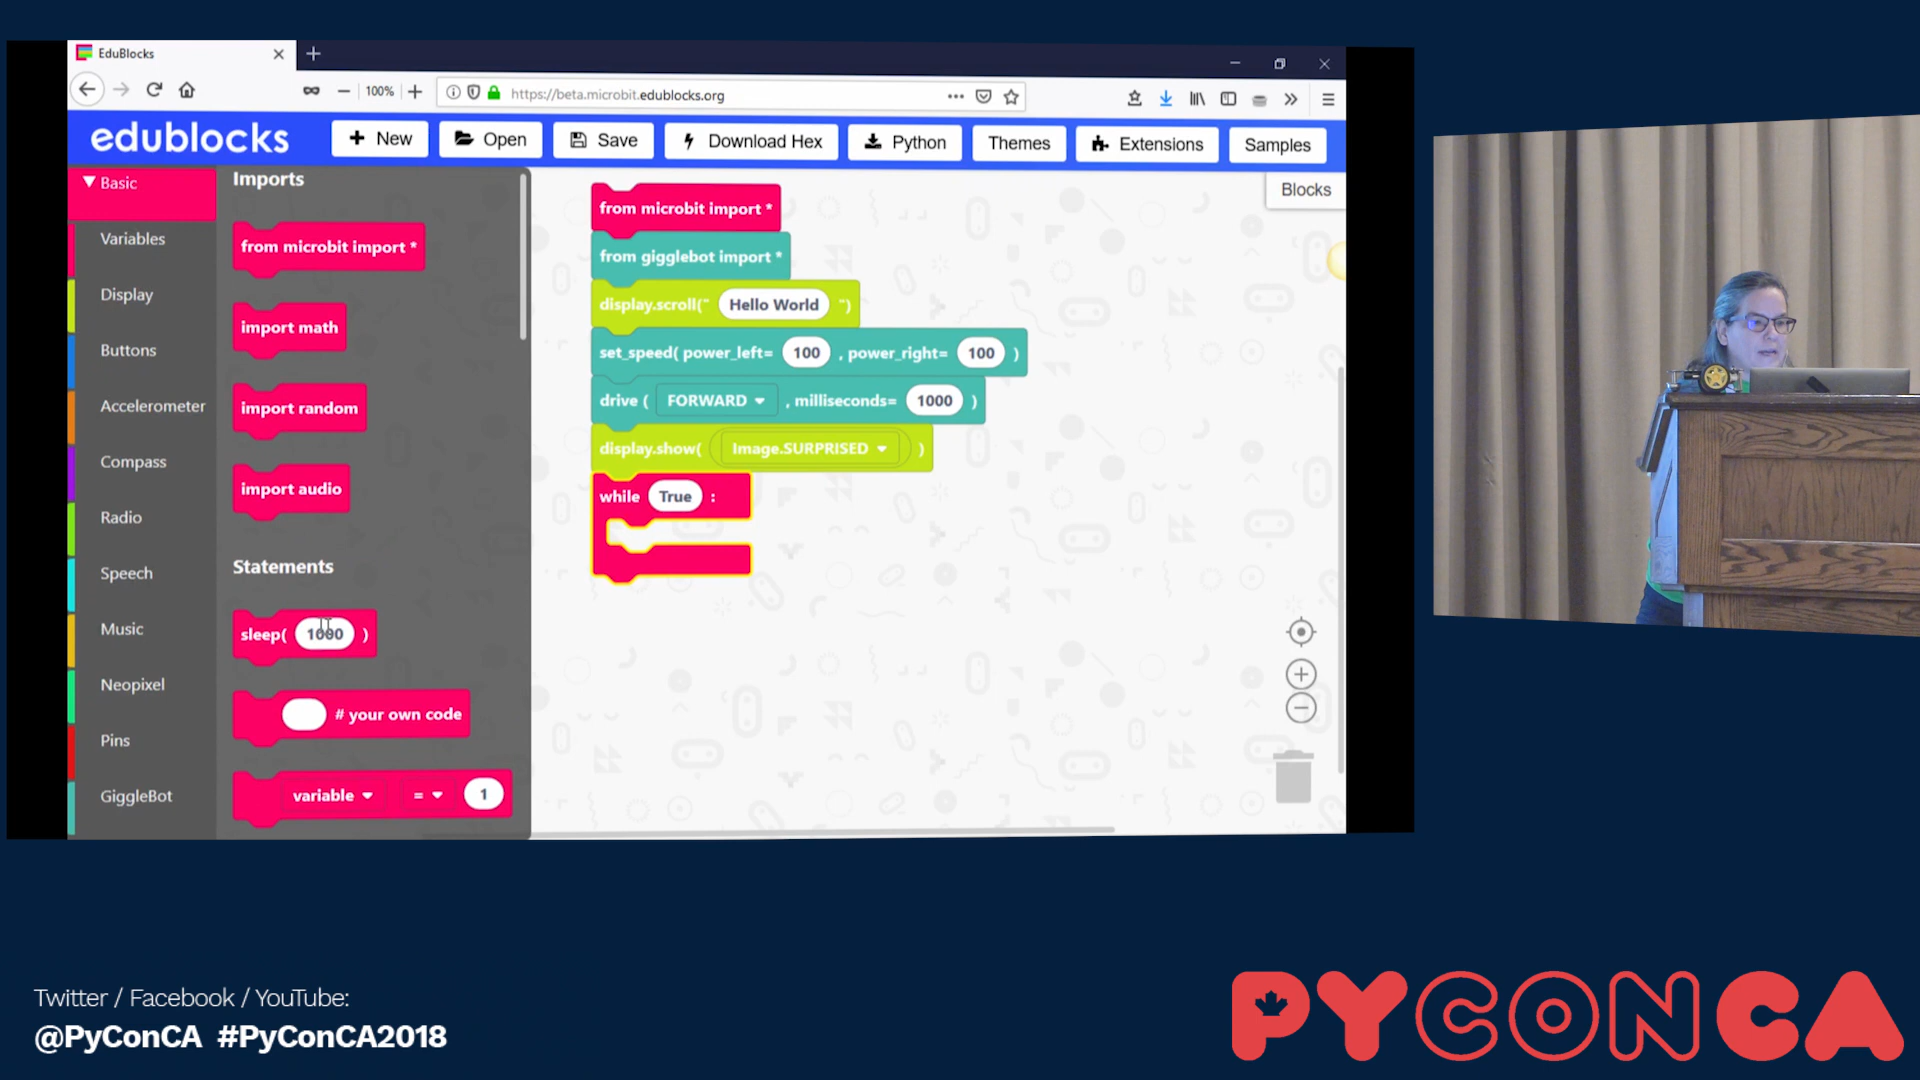 EduBlocks
100%
https://beta.microbit.edublocks.org
edublocks
New
Open
Save
Download Hex
Python
Themes
Extensions
Samples
Basic
Variables
Display
Buttons
Accelerometer
Compass
Radio
Speech
Music
Neopixel
Pins
GiggleBot
Imports
from microbit import *
import math
import random
import audio
Statements
sleep( 1000 )
# your own code
variable = 1
Blocks
from microbit import *
from gigglebot import *
display.scroll(" Hello World ")
set_speed( power_left= 100 , power_right= 100 )
drive ( FORWARD , milliseconds= 1000 )
display.show( Image.SURPRISED )
while True :
Twitter / Facebook / YouTube:
@PyConCA #PyConCA2018
PYCONCA